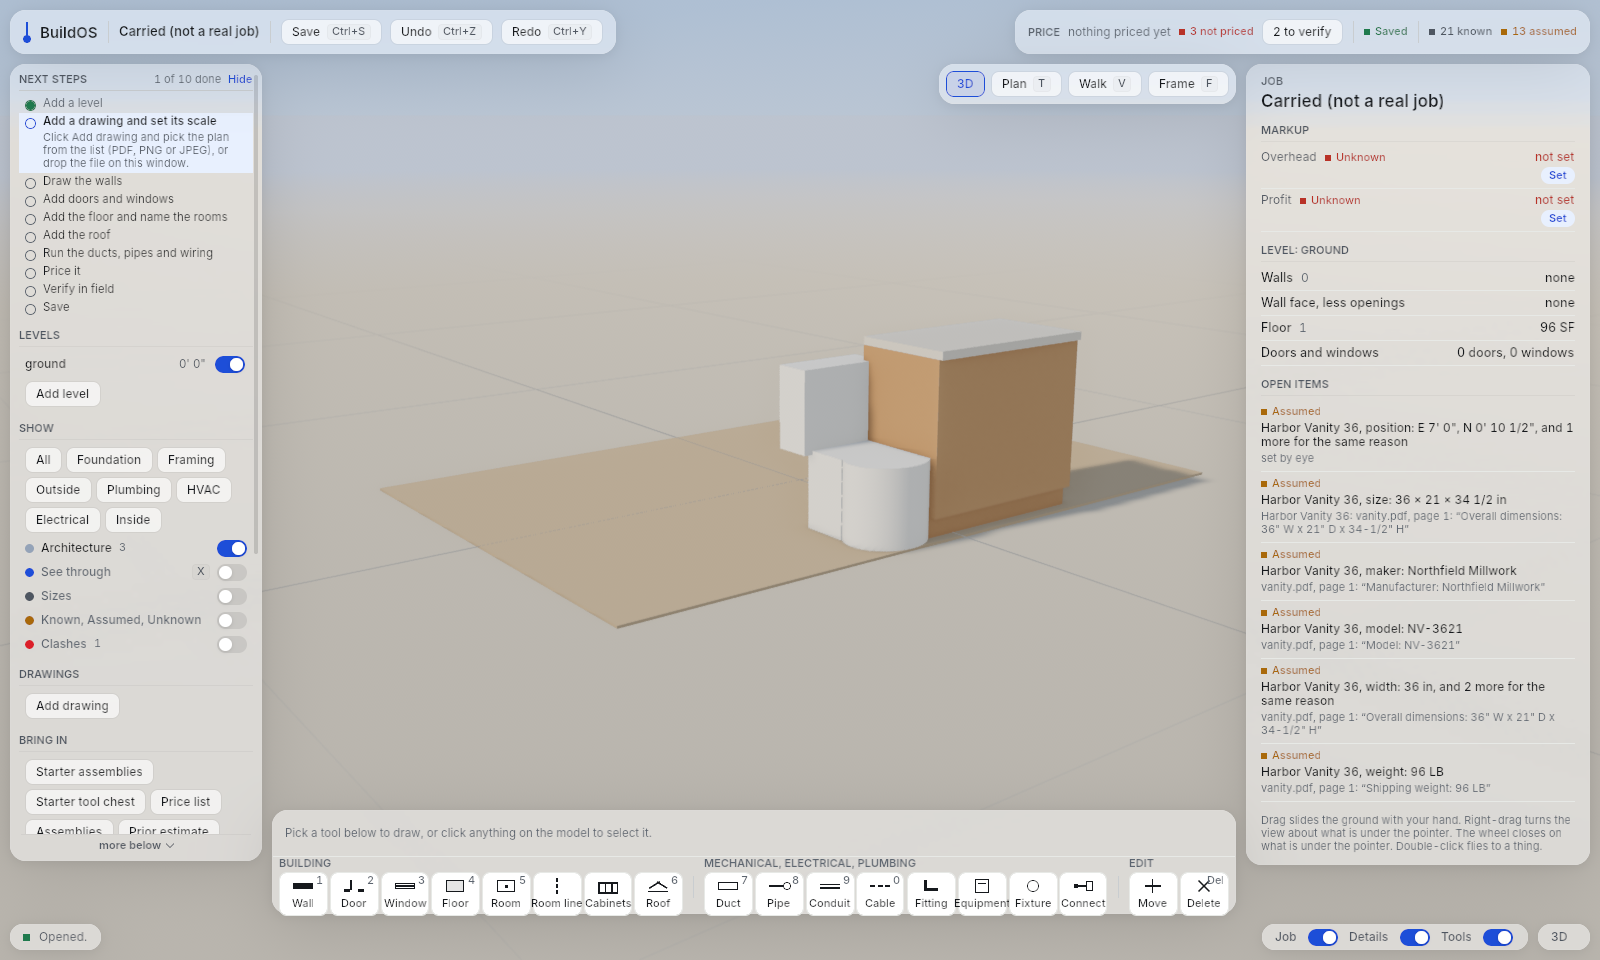 BuildOS
Carried (not a real job)
Save Ctrl+S
Undo Ctrl+Z
Redo Ctrl+Y
PRICE nothing priced yet
3 not priced
2 to verify
Saved
21 known
13 assumed
NEXT STEPS
1 of 10 done Hide
Add a level
Add a drawing and set its scale
Click Add drawing and pick the plan
from the list (PDF, PNG or JPEG), or
drop the file on this window.
Draw the walls
Add doors and windows
Add the floor and name the rooms
Add the roof
Run the ducts, pipes and wiring
Price it
Verify in field
Save
LEVELS
ground 0' 0"
Add level
SHOW
All Foundation Framing
Outside Plumbing HVAC
Electrical Inside
Architecture 3
See through X
Sizes
Known, Assumed, Unknown
Clashes 1
DRAWINGS
Add drawing
BRING IN
Starter assemblies
Starter tool chest Price list
Assemblies Prior estimate
more below
Opened.
3D
Plan T
Walk V
Frame F
JOB
Carried (not a real job)
MARKUP
Overhead Unknown not set
Set
Profit Unknown not set
Set
LEVEL: GROUND
Walls 0 none
Wall face, less openings none
Floor 1 96 SF
Doors and windows 0 doors, 0 windows
OPEN ITEMS
Assumed
Harbor Vanity 36, position: E 7' 0", N 0' 10 1/2", and 1
more for the same reason
set by eye
Assumed
Harbor Vanity 36, size: 36 × 21 × 34 1/2 in
Harbor Vanity 36: vanity.pdf, page 1: “Overall dimensions:
36" W x 21" D x 34-1/2" H”
Assumed
Harbor Vanity 36, maker: Northfield Millwork
vanity.pdf, page 1: “Manufacturer: Northfield Millwork”
Assumed
Harbor Vanity 36, model: NV-3621
vanity.pdf, page 1: “Model: NV-3621”
Assumed
Harbor Vanity 36, width: 36 in, and 2 more for the
same reason
vanity.pdf, page 1: “Overall dimensions: 36" W x 21" D x
34-1/2" H”
Assumed
Harbor Vanity 36, weight: 96 LB
vanity.pdf, page 1: “Shipping weight: 96 LB”
Drag slides the ground with your hand. Right-drag turns the
view about what is under the pointer. The wheel closes on
what is under the pointer. Double-click flies to a thing.
Pick a tool below to draw, or click anything on the model to select it.
BUILDING
1 Wall
2 Door
3 Window
4 Floor
5 Room
Room line
Cabinets
6 Roof
MECHANICAL, ELECTRICAL, PLUMBING
7 Duct
8 Pipe
9 Conduit
0 Cable
Fitting
Equipment
Fixture
Connect
EDIT
Move
Del Delete
Job
Details
Tools
3D